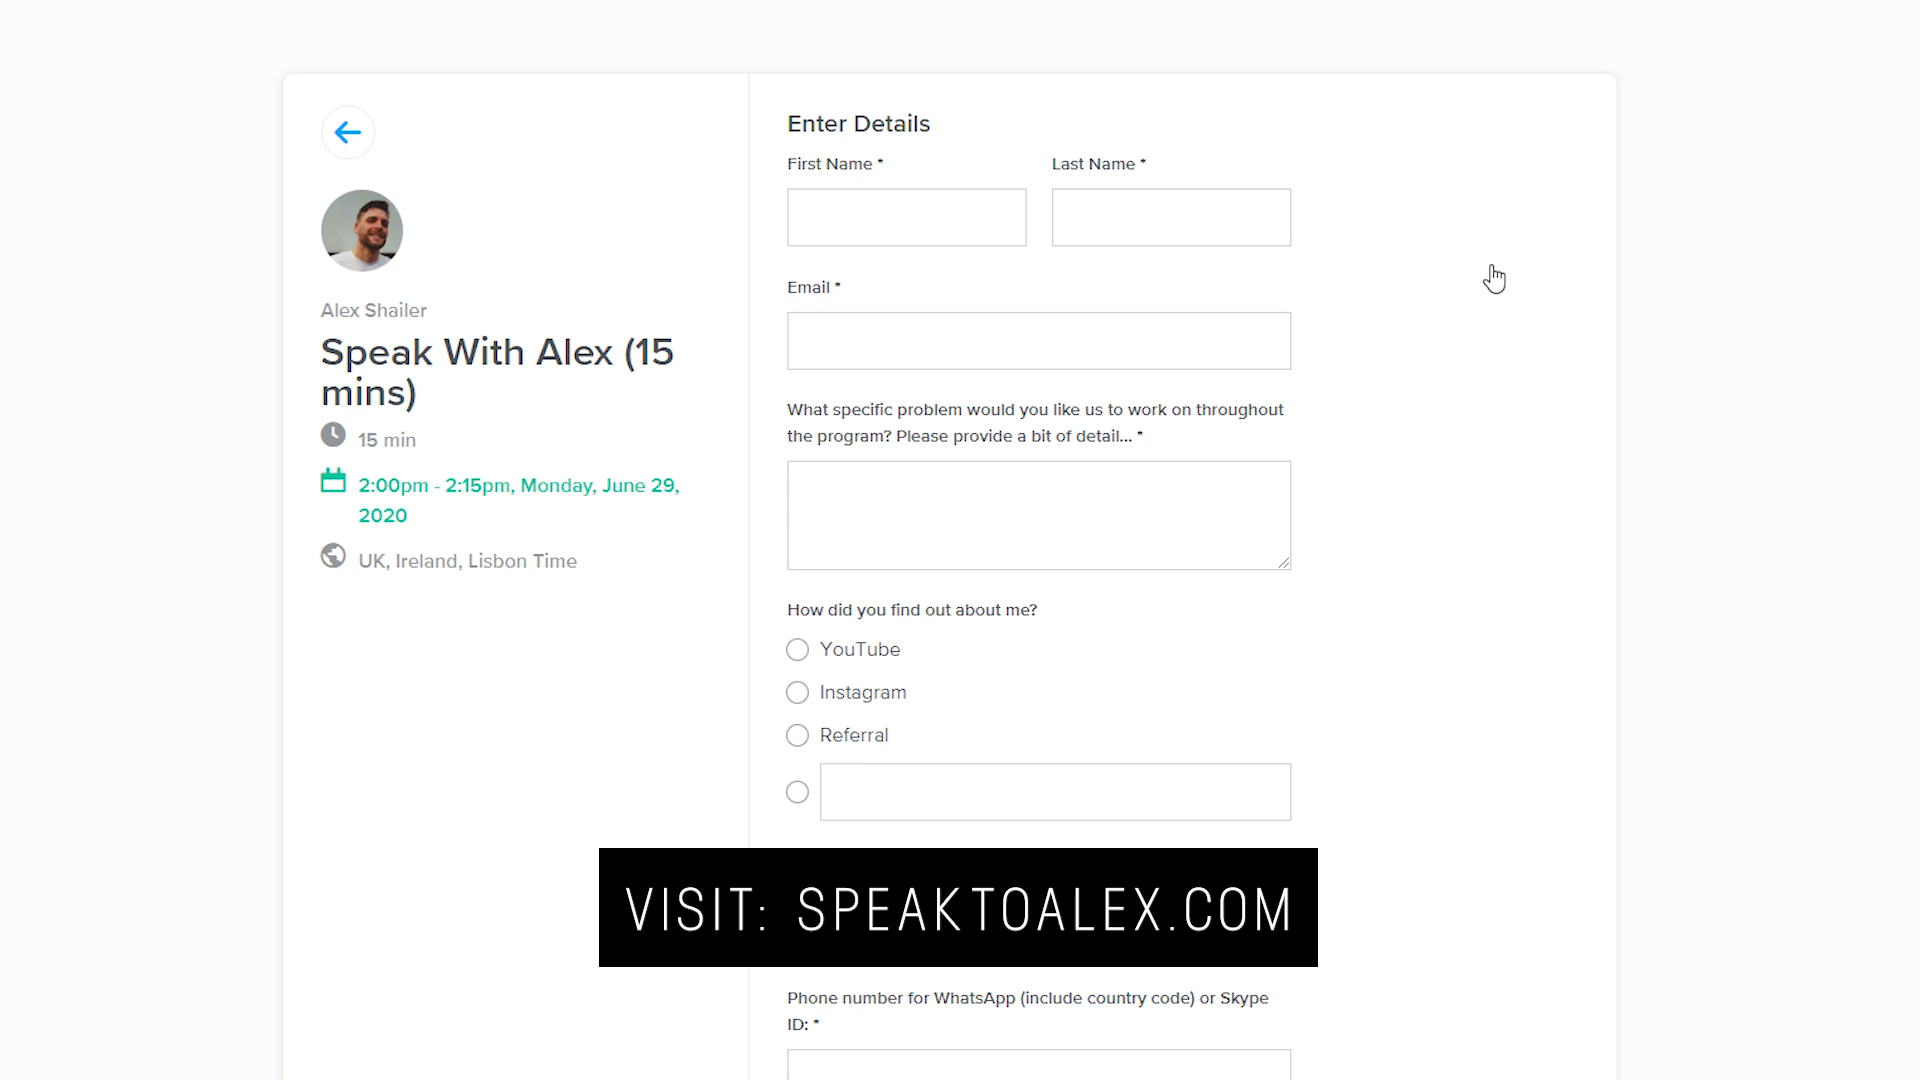 Alex Shailer
Speak With Alex (15
mins)
15 min
2:00pm - 2:15pm, Monday, June 29,
2020
UK, Ireland, Lisbon Time
Enter Details
First Name *
Last Name *
Email *
What specific problem would you like us to work on throughout
the program? Please provide a bit of detail... *
How did you find out about me?
YouTube
Instagram
Referral
VISIT: SPEAKTOALEX.COM
Phone number for WhatsApp (include country code) or Skype
ID: *